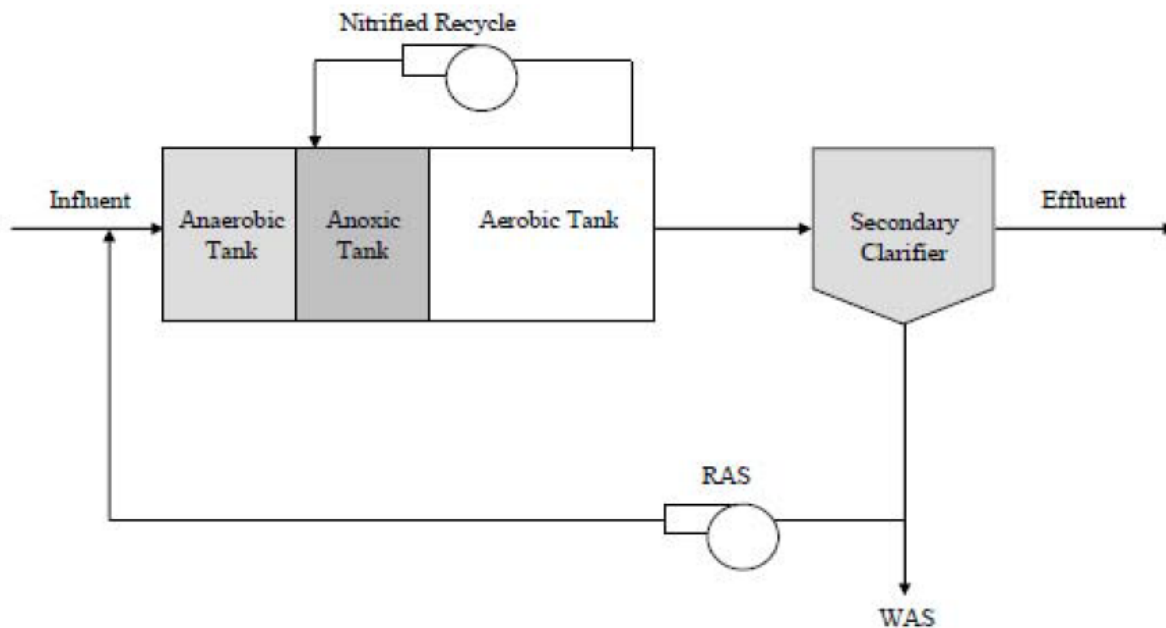 Nitrified Recycle
Influent
Anaerobic
Tank
Anoxic
Tank
Aerobic Tank
Secondary
Clarifier
Effluent
RAS
WAS